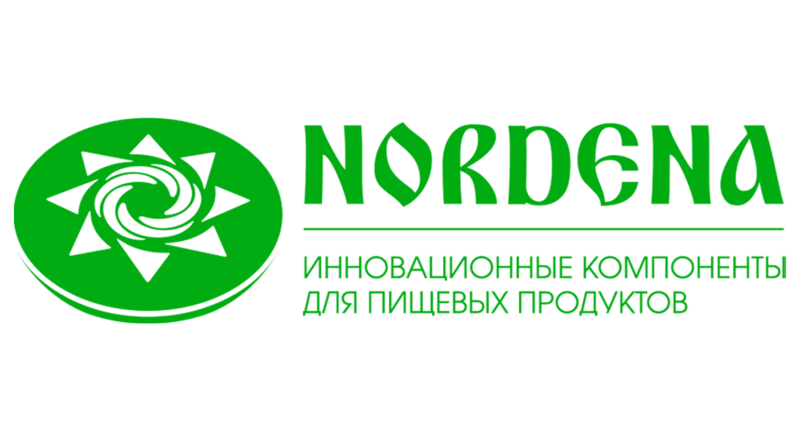 NORDENA
ИННОВАЦИОННЫЕ КОМПОНЕНТЫ
ДЛЯ ПИЩЕВЫХ ПРОДУКТОВ